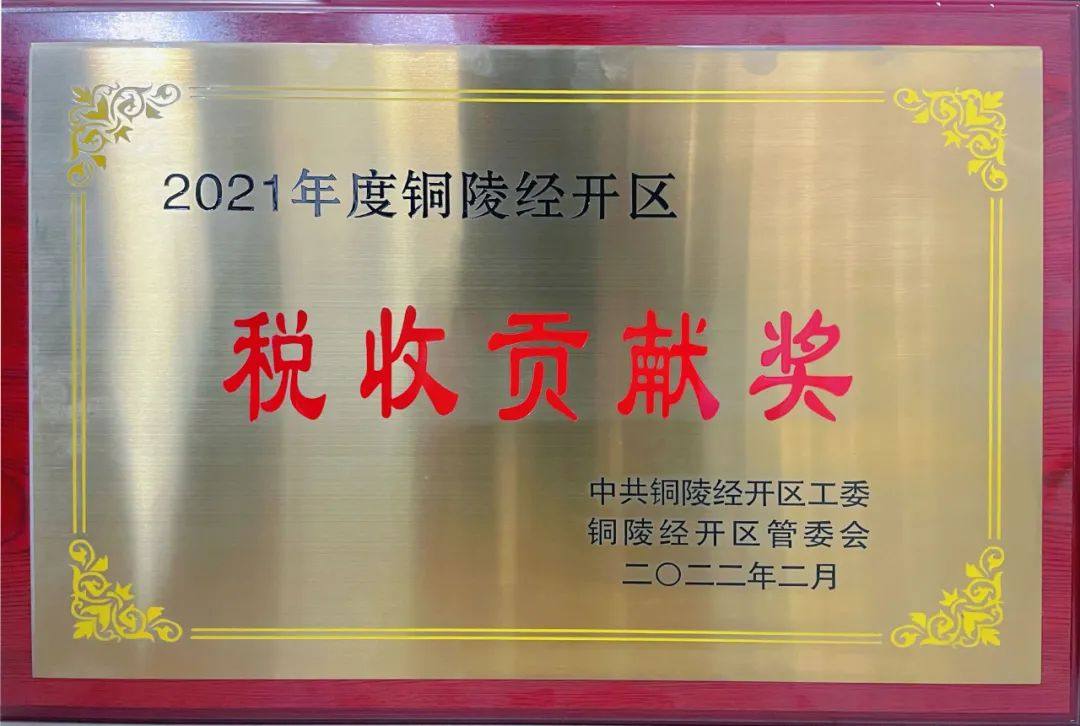 2021年度铜陵经开区
税收贡献奖
中共铜陵经开区工委
铜陵经开区管委会
二〇二二年二月